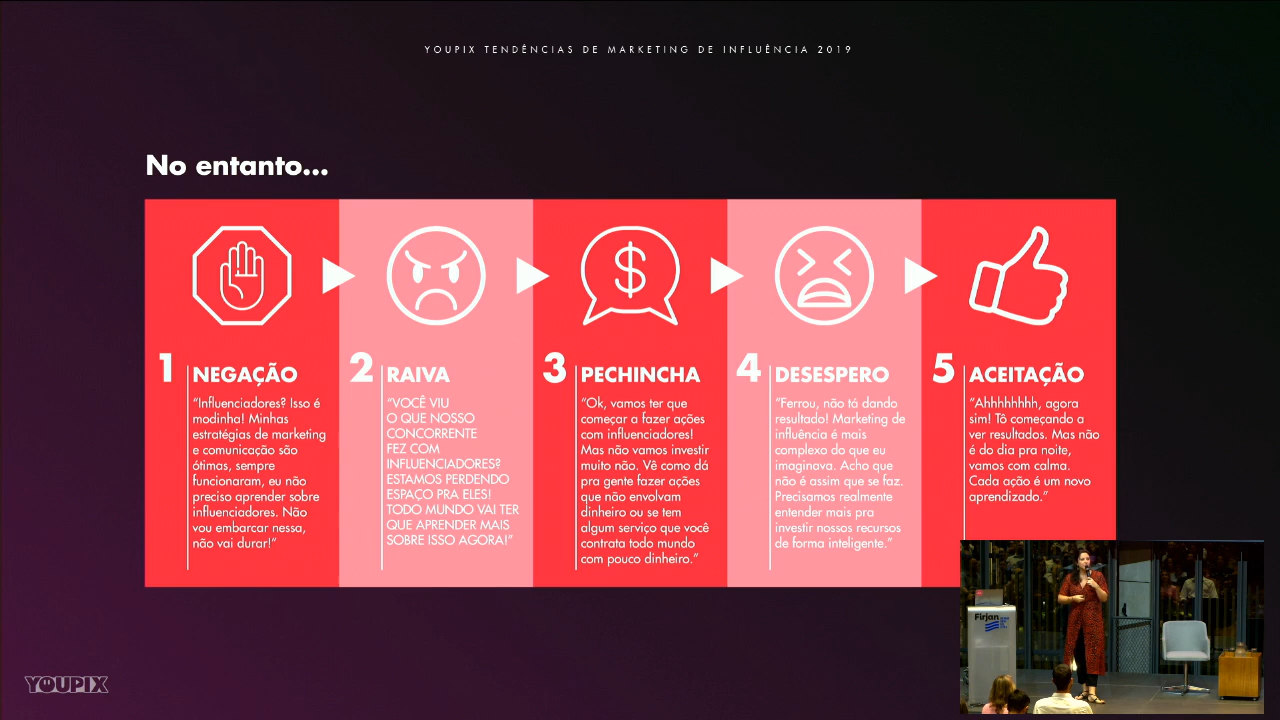 YOUPIX TENDÊNCIAS DE MARKETING DE INFLUÊNCIA 2019
No entanto...
1 NEGAÇÃO
“Influenciadores? Isso é
modinha! Minhas
estratégias de marketing
e comunicação são
ótimas, sempre
funcionaram, eu não
preciso aprender sobre
influenciadores. Não
vou embarcar nessa,
não vai durar!”
2 RAIVA
“VOCÊ VIU
O QUE NOSSO
CONCORRENTE
FEZ COM
INFLUENCIADORES?
ESTAMOS PERDENDO
ESPAÇO PRA ELES!
TODO MUNDO VAI TER
QUE APRENDER MAIS
SOBRE ISSO AGORA!”
3 PECHINCHA
“Ok, vamos ter que
começar a fazer ações
com influenciadores!
Mas não vamos investir
muito não. Vê como dá
pra gente fazer ações
que não envolvam
dinheiro ou se tem
algum serviço que você
contrata todo mundo
com pouco dinheiro.”
4 DESESPERO
“Ferrou, não tá dando
resultado! Marketing de
influência é mais
complexo do que eu
imaginava. Acho que
não é assim que se faz.
Precisamos realmente
entender mais pra
investir nossos recursos
de forma inteligente.”
5 ACEITAÇÃO
“Ahhhhhhhh, agora
sim! Tô começando a
ver resultados. Mas não
é do dia pra noite,
vamos com calma.
Cada ação é um novo
aprendizado.”
Firjan
YOUPIX